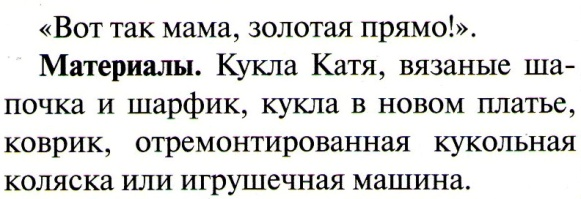 «Вот так мама, золотая прямо!».
Материалы. Кукла Катя, вязаные ша-
почка и шарфик, кукла в новом платье,
коврик, отремонтированная кукольная
коляска или игрушечная машина.